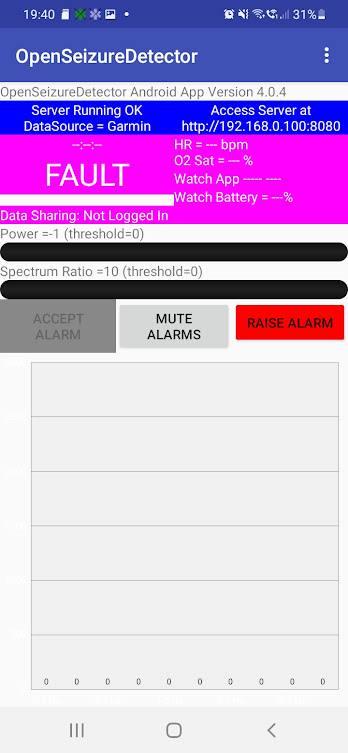 19:40
31%
OpenSeizureDetector
OpenSeizureDetector Android App Version 4.0.4
Server Running OK
DataSource = Garmin
Access Server at
http://192.168.0.100:8080
--:--:--
FAULT
HR = --- bpm
O2 Sat = --- %
Watch App ----- ----
Watch Battery = ---%
Data Sharing: Not Logged In
Power =-1 (threshold=0)
Spectrum Ratio =10 (threshold=0)
ACCEPT
ALARM
MUTE
ALARMS
RAISE ALARM
0 0 0 0 0 0 0 0 0 0